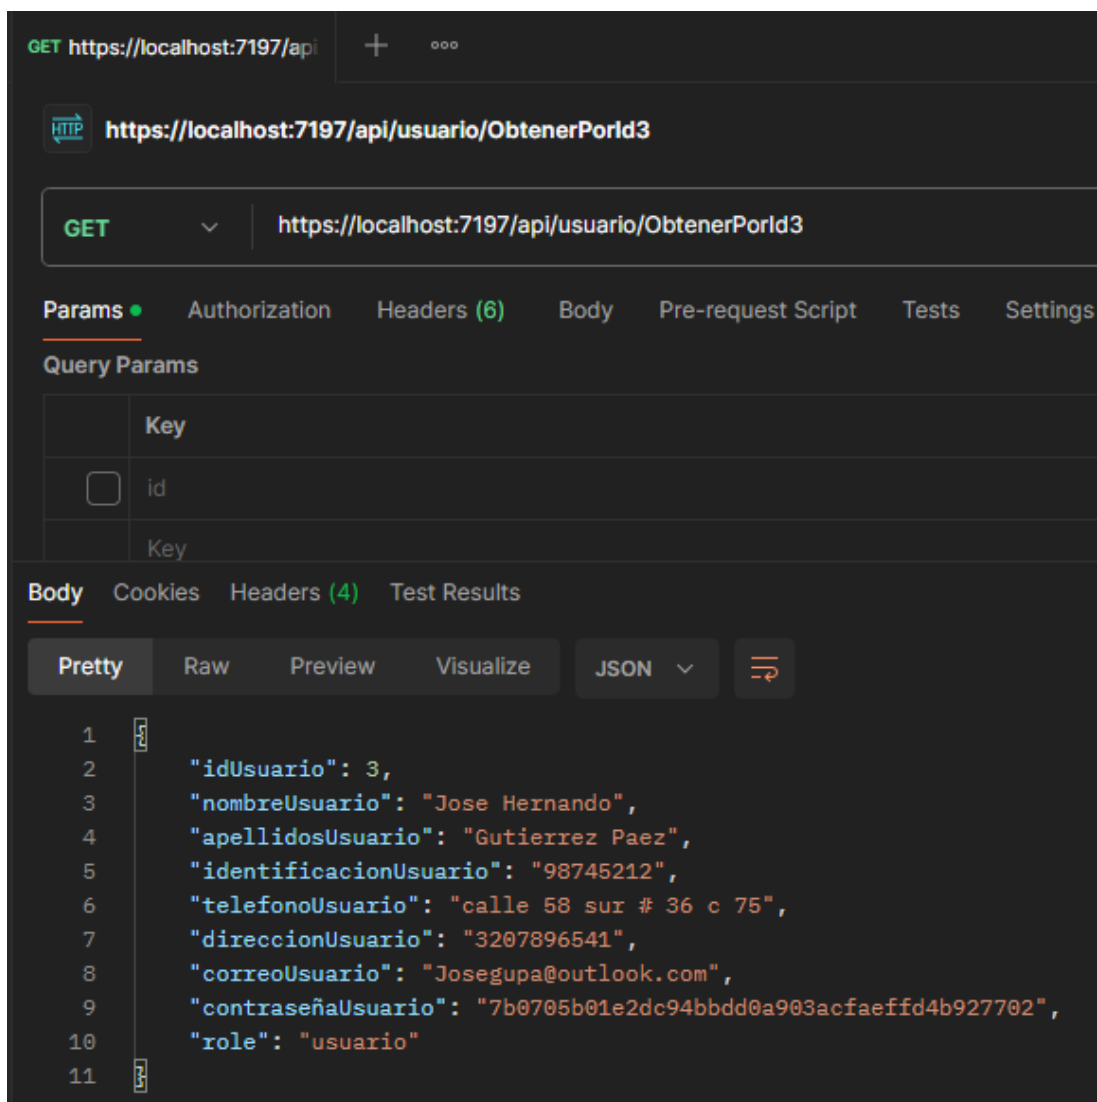 GET https://localhost:7197/api
HTTP https://localhost:7197/api/usuario/ObtenerPorId3
GET https://localhost:7197/api/usuario/ObtenerPorId3
Params Authorization Headers (6) Body Pre-request Script Tests Settings
Query Params
Key
id
Key
Body Cookies Headers (4) Test Results
Pretty Raw Preview Visualize JSON
1 {
2 "idUsuario": 3,
3 "nombreUsuario": "Jose Hernando",
4 "apellidosUsuario": "Gutierrez Paez",
5 "identificacionUsuario": "98745212",
6 "telefonoUsuario": "calle 58 sur # 36 c 75",
7 "direccionUsuario": "3207896541",
8 "correoUsuario": "Josegupa@outlook.com",
9 "contraseñaUsuario": "7b0705b01e2dc94bbdd0a903acfaeffd4b927702",
10 "role": "usuario"
11 }